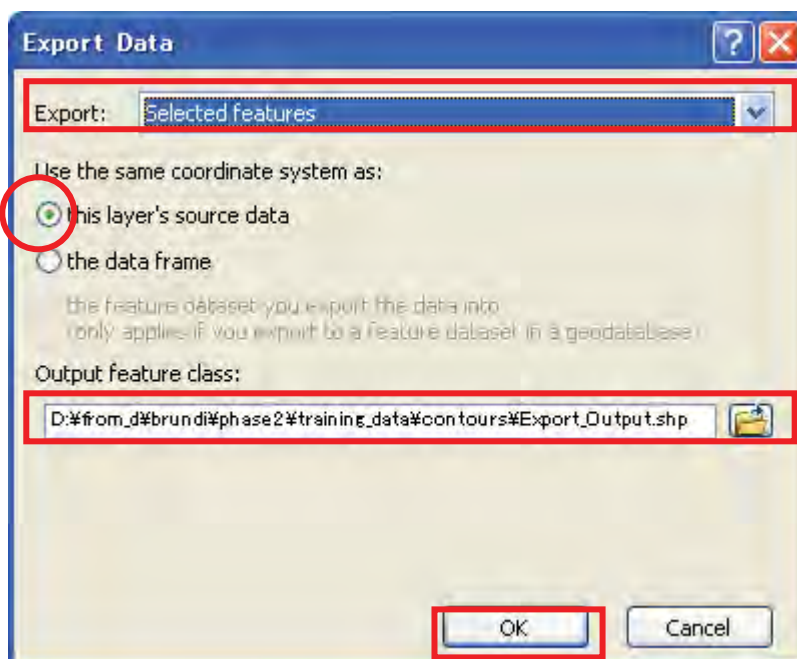 Export Data
Export: Selected features
Use the same coordinate system as:
this layer's source data
the data frame
the feature dataset you export the data into
(only applies if you export to a feature dataset in a geodatabase)
Output feature class:
D:¥from_d¥brundi¥phase2¥training_data¥contours¥Export_Output.shp
OK Cancel